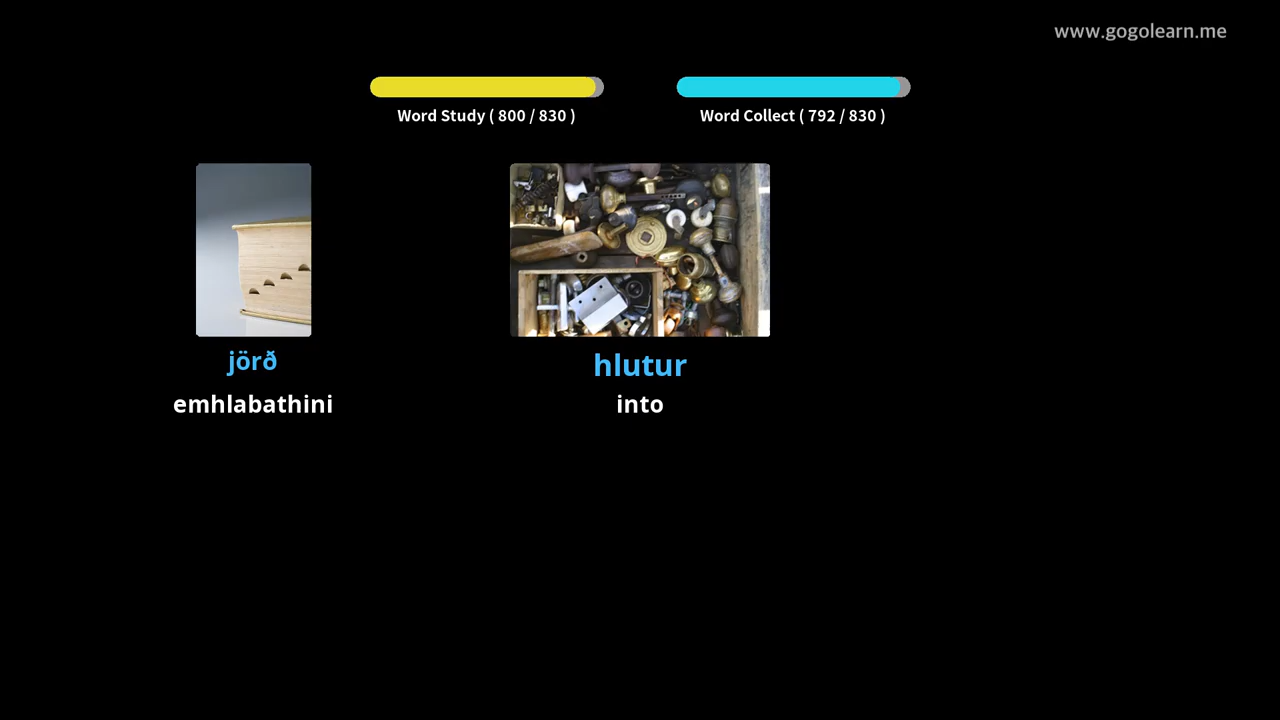 www.gogolearn.me
Word Study ( 800 / 830 )
Word Collect ( 792 / 830 )
jörð
hlutur
emhlabathini
into